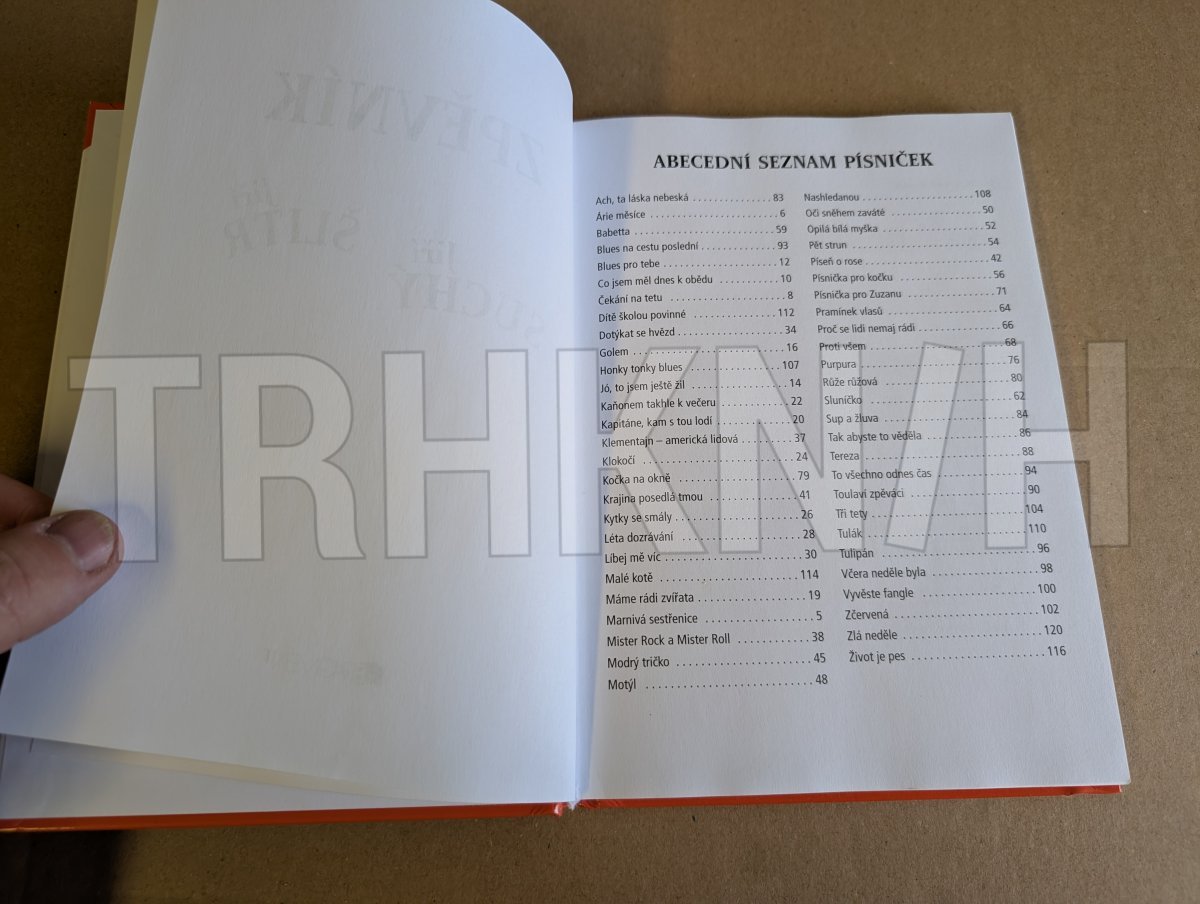 ZPĚVNÍK
Jiří
ŠLITR
Jiří
SUCHÝ
ABECEDNÍ SEZNAM PÍSNIČEK
Ach, ta láska nebeská . . . . . . . . . . . . . 83
Árie měsíce . . . . . . . . . . . . . 6
Babetta . . . . . . . . . . . . . 59
Blues na cestu poslední . . . . . . . . . . . . . 93
Blues pro tebe . . . . . . . . . . . . . 12
Co jsem měl dnes k obědu . . . . . . . . . . . . . 10
Čekání na tetu . . . . . . . . . . . . . 8
Dítě školou povinné . . . . . . . . . . . . . 112
Dotýkat se hvězd . . . . . . . . . . . . . 34
Golem . . . . . . . . . . . . . 16
Honky tonky blues . . . . . . . . . . . . . 107
Jó, to jsem ještě žil . . . . . . . . . . . . . 14
Kaňonem takhle k večeru . . . . . . . . . . . . . 22
Kapitáne, kam s tou lodí . . . . . . . . . . . . . 20
Klementajn – americká lidová . . . . . . . . . 37
Klokočí . . . . . . . . . . . . . 24
Kočka na okně . . . . . . . . . . . . . 79
Krajina posedlá tmou . . . . . . . . . . . . . 41
Kytky se smály . . . . . . . . . . . . . 26
Léta dozrávání . . . . . . . . . . . . . 28
Líbej mě víc . . . . . . . . . . . . . 30
Malé kotě . . . . . . . . . . . . . 114
Máme rádi zvířata . . . . . . . . . . . . . 19
Marnivá sestřenice . . . . . . . . . . . . . 5
Mister Rock a Mister Roll . . . . . . . . . . . . 38
Modrý tričko . . . . . . . . . . . . . 45
Motýl . . . . . . . . . . . . . 48
Nashledanou . . . . . . . . . . . . . 108
Oči sněhem zaváté . . . . . . . . . . . . . 50
Opilá bílá myška . . . . . . . . . . . . . 52
Pět strun . . . . . . . . . . . . . 54
Píseň o rose . . . . . . . . . . . . . 42
Písnička pro kočku . . . . . . . . . . . . . 56
Písnička pro Zuzanu . . . . . . . . . . . . . 71
Pramínek vlasů . . . . . . . . . . . . . 64
Proč se lidi nemaj rádi . . . . . . . . . . . . . 66
Proti všem . . . . . . . . . . . . . 68
Purpura . . . . . . . . . . . . . 76
Růže růžová . . . . . . . . . . . . . 80
Sluníčko . . . . . . . . . . . . . 62
Sup a žluva . . . . . . . . . . . . . 84
Tak abyste to věděla . . . . . . . . . . . . . 86
Tereza . . . . . . . . . . . . . 88
To všechno odnes čas . . . . . . . . . . . . . 94
Toulaví zpěváci . . . . . . . . . . . . . 90
Tři tety . . . . . . . . . . . . . 104
Tulák . . . . . . . . . . . . . 110
Tulipán . . . . . . . . . . . . . 96
Včera neděle byla . . . . . . . . . . . . . 98
Vyvěste fangle . . . . . . . . . . . . . 100
Zčervená . . . . . . . . . . . . . 102
Zlá neděle . . . . . . . . . . . . . 120
Život je pes . . . . . . . . . . . . . 116
TRHKNIH